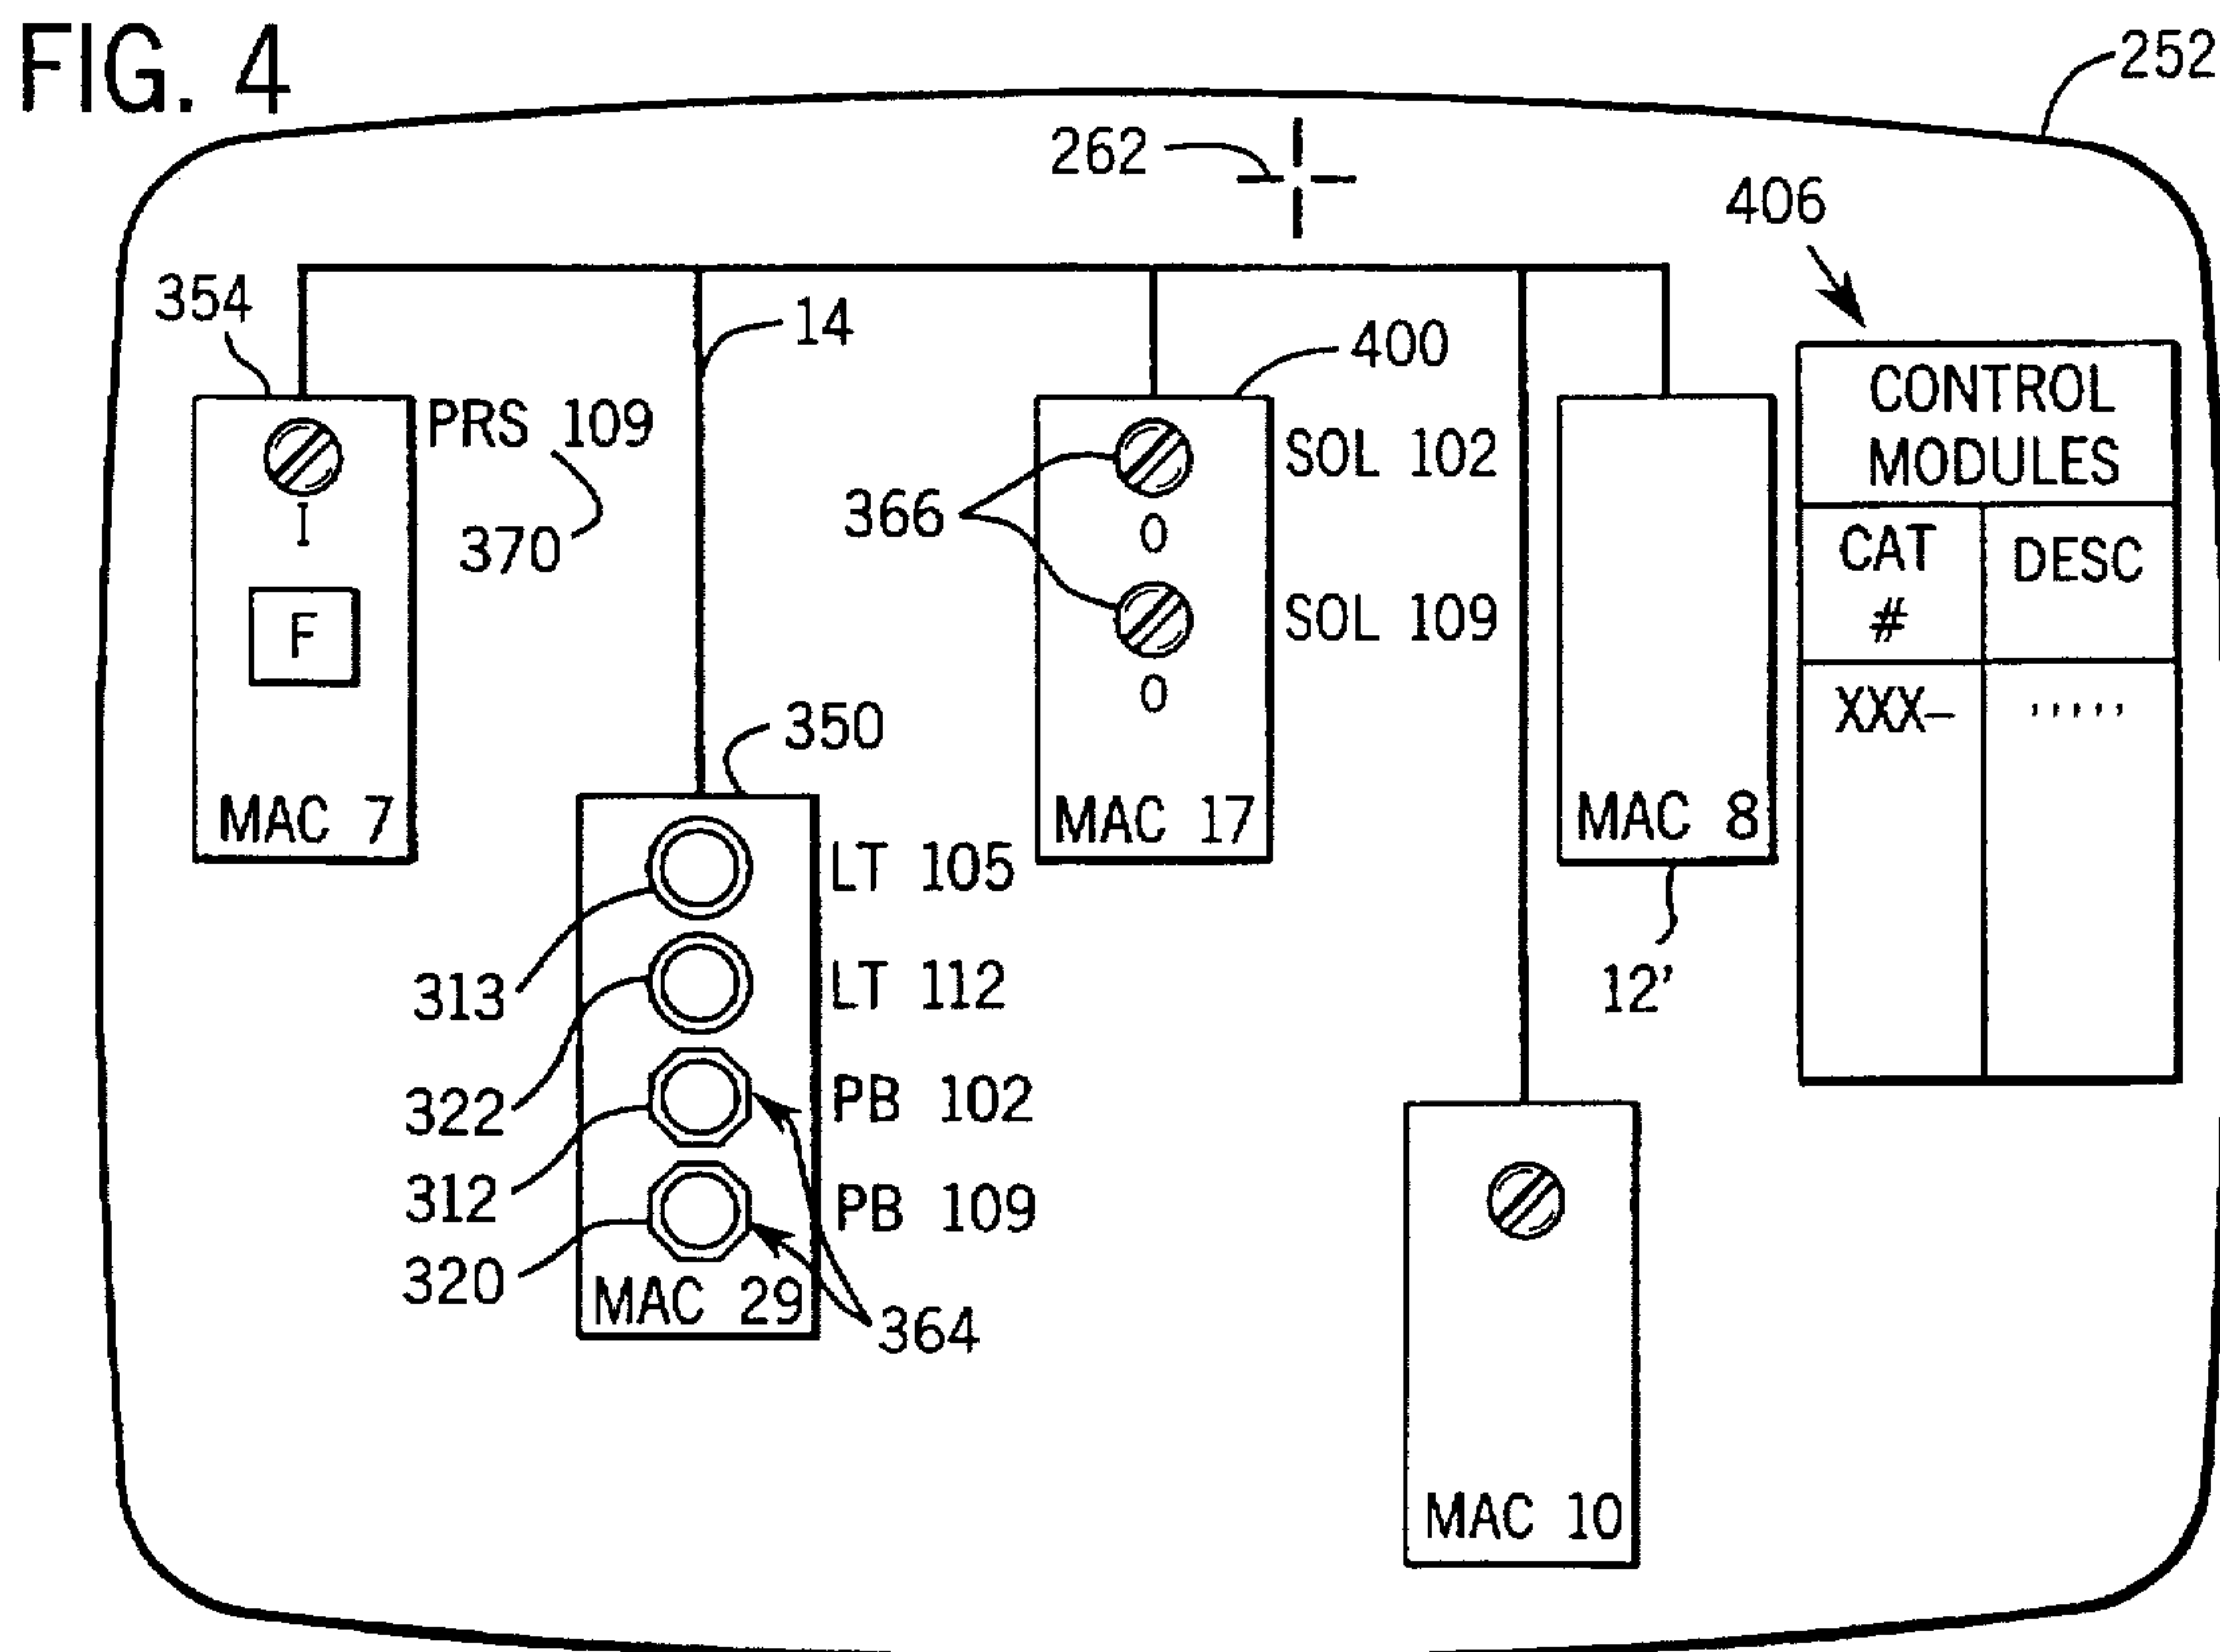 FIG. 4
252
262
406
354
14
400
PRS 109
I
370
F
MAC 7
366
SOL 102
O
SOL 109
O
MAC 17
MAC 8
12'
CONTROL
MODULES
CAT
#
DESC
XXX–
,,,,,
350
LT 105
313
LT 112
322
PB 102
312
PB 109
320
MAC 29
364
MAC 10